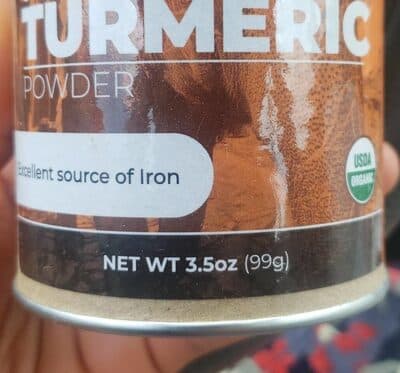 TURMERIC
POWDER
Excellent source of Iron
USDA
ORGANIC
NET WT 3.5oz (99g)